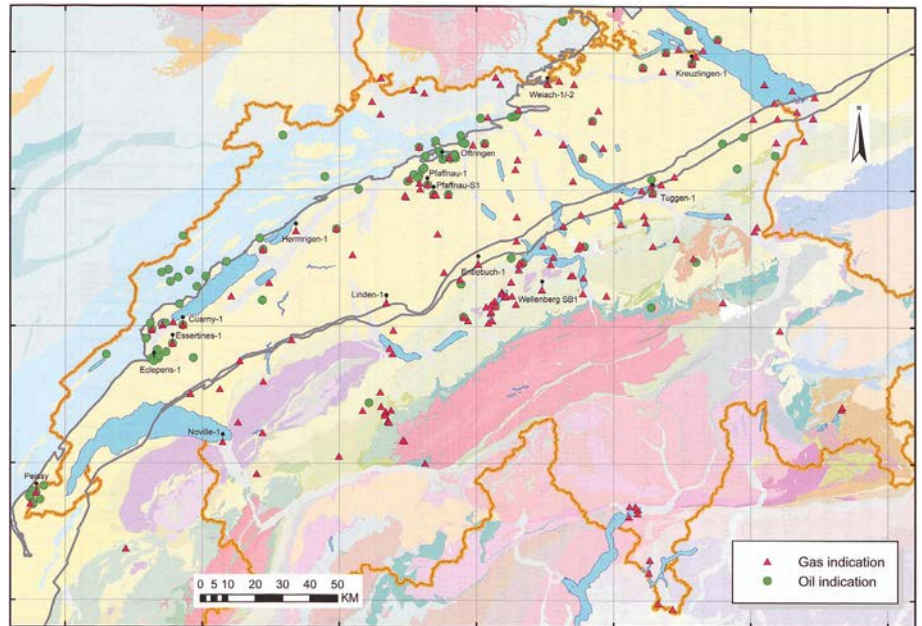 Kreuzlingen-1
Weiach-1/-2
N
Oftringen
Pfaffnau-1
Pfaffnau-S1
Tuggen-1
Hermrigen-1
Entlebuch-1
Wellenberg SB1
Linden-1
Cuarny-1
Essertines-1
Eclepens-1
Noville-1
Peissy
0 5 10 20 30 40 50
KM
Gas indication
Oil indication